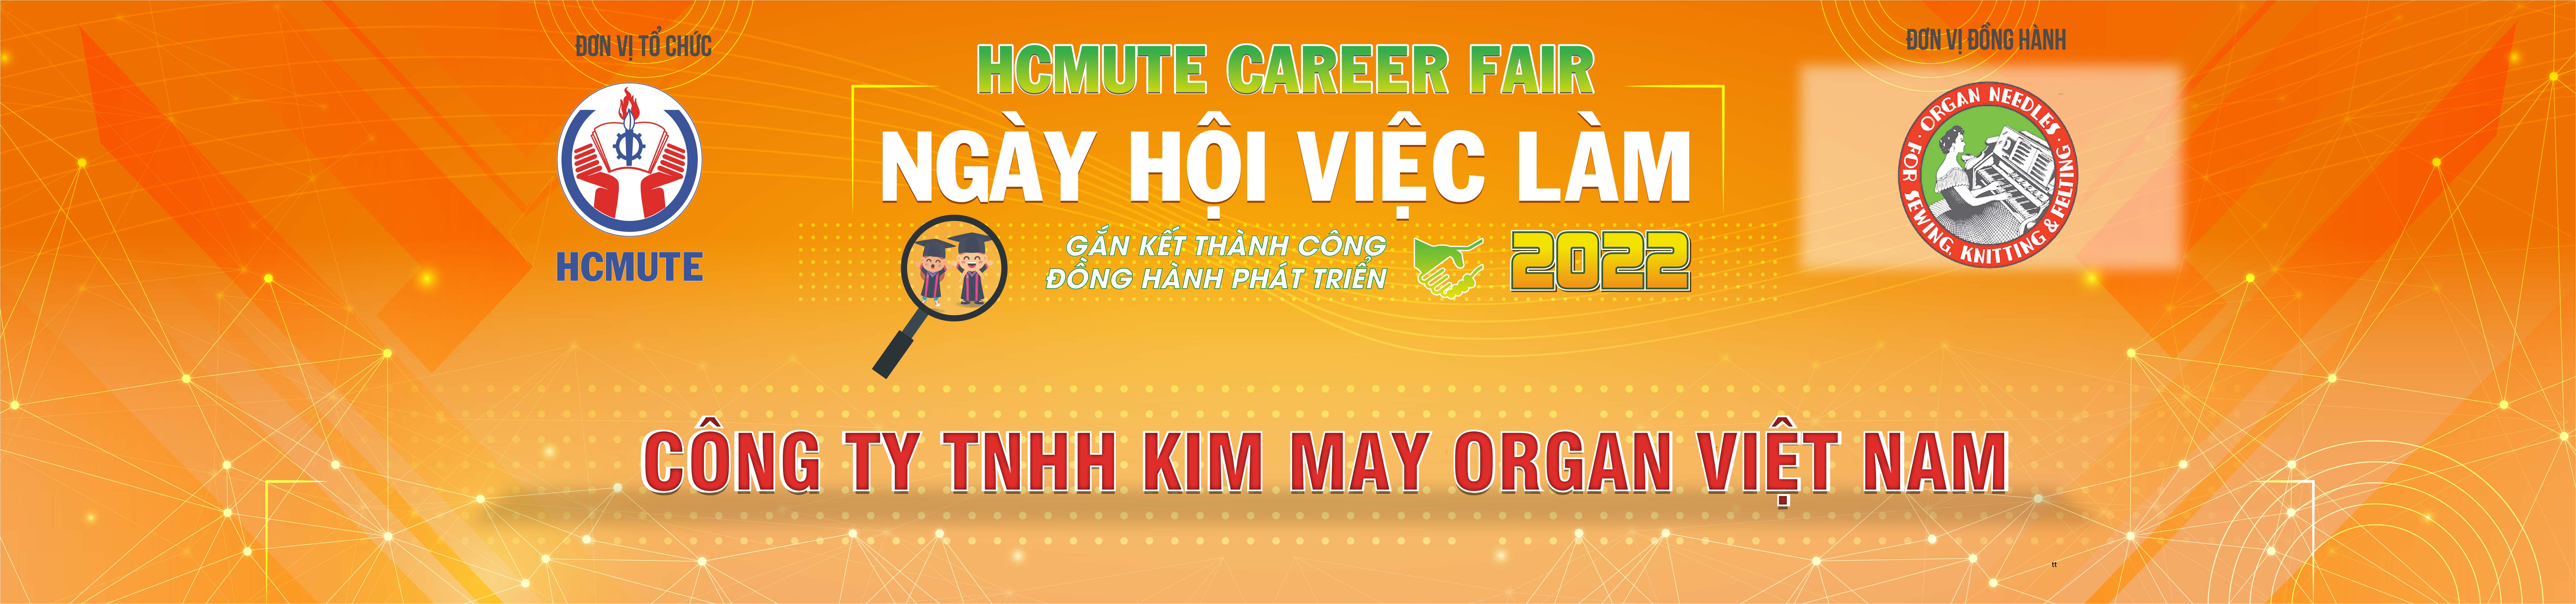 ĐƠN VỊ TỔ CHỨC
HCMUTE
HCMUTE CAREER FAIR
NGÀY HỘI VIỆC LÀM
GẮN KẾT THÀNH CÔNG
ĐỒNG HÀNH PHÁT TRIỂN
2022
ĐƠN VỊ ĐỒNG HÀNH
· ORGAN NEEDLES ·
FOR SEWING, KNITTING & FELTING
CÔNG TY TNHH KIM MAY ORGAN VIỆT NAM
tt